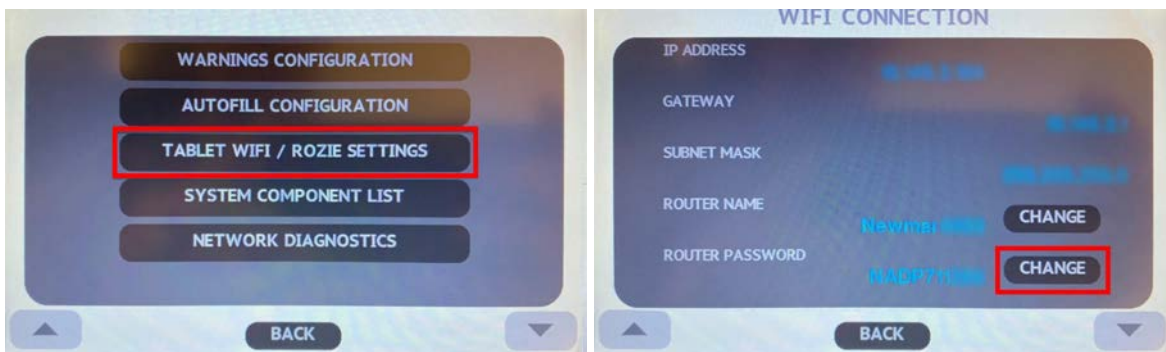 WARNINGS CONFIGURATION
AUTOFILL CONFIGURATION
TABLET WIFI / ROZIE SETTINGS
SYSTEM COMPONENT LIST
NETWORK DIAGNOSTICS
BACK
WIFI CONNECTION
IP ADDRESS
GATEWAY
SUBNET MASK
ROUTER NAME
CHANGE
ROUTER PASSWORD
CHANGE
BACK